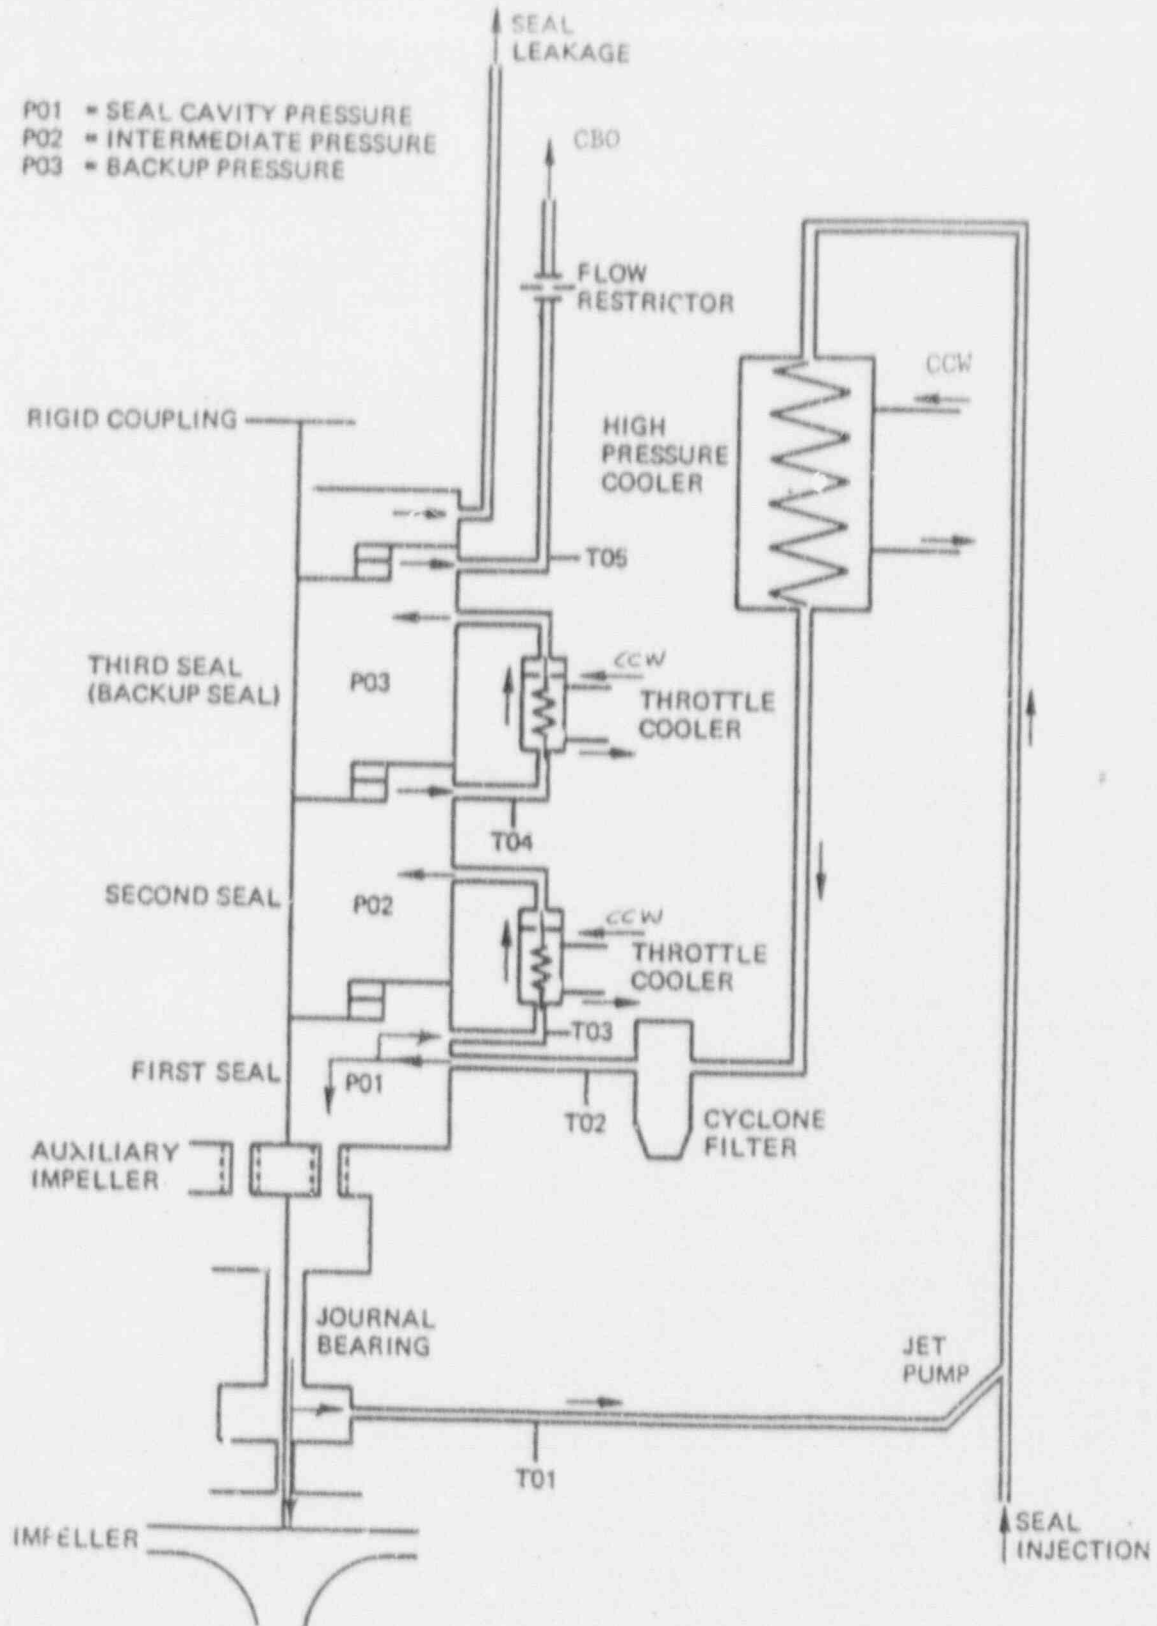 SEAL
LEAKAGE
P01 = SEAL CAVITY PRESSURE
P02 = INTERMEDIATE PRESSURE
P03 = BACKUP PRESSURE
CBO
FLOW
RESTRICTOR
CCW
RIGID COUPLING
HIGH
PRESSURE
COOLER
T05
THIRD SEAL
(BACKUP SEAL)
P03
CCW
THROTTLE
COOLER
T04
SECOND SEAL
P02
CCW
THROTTLE
COOLER
T03
FIRST SEAL
P01
T02
CYCLONE
FILTER
AUXILIARY
IMPELLER
JOURNAL
BEARING
JET
PUMP
T01
IMPELLER
SEAL
INJECTION